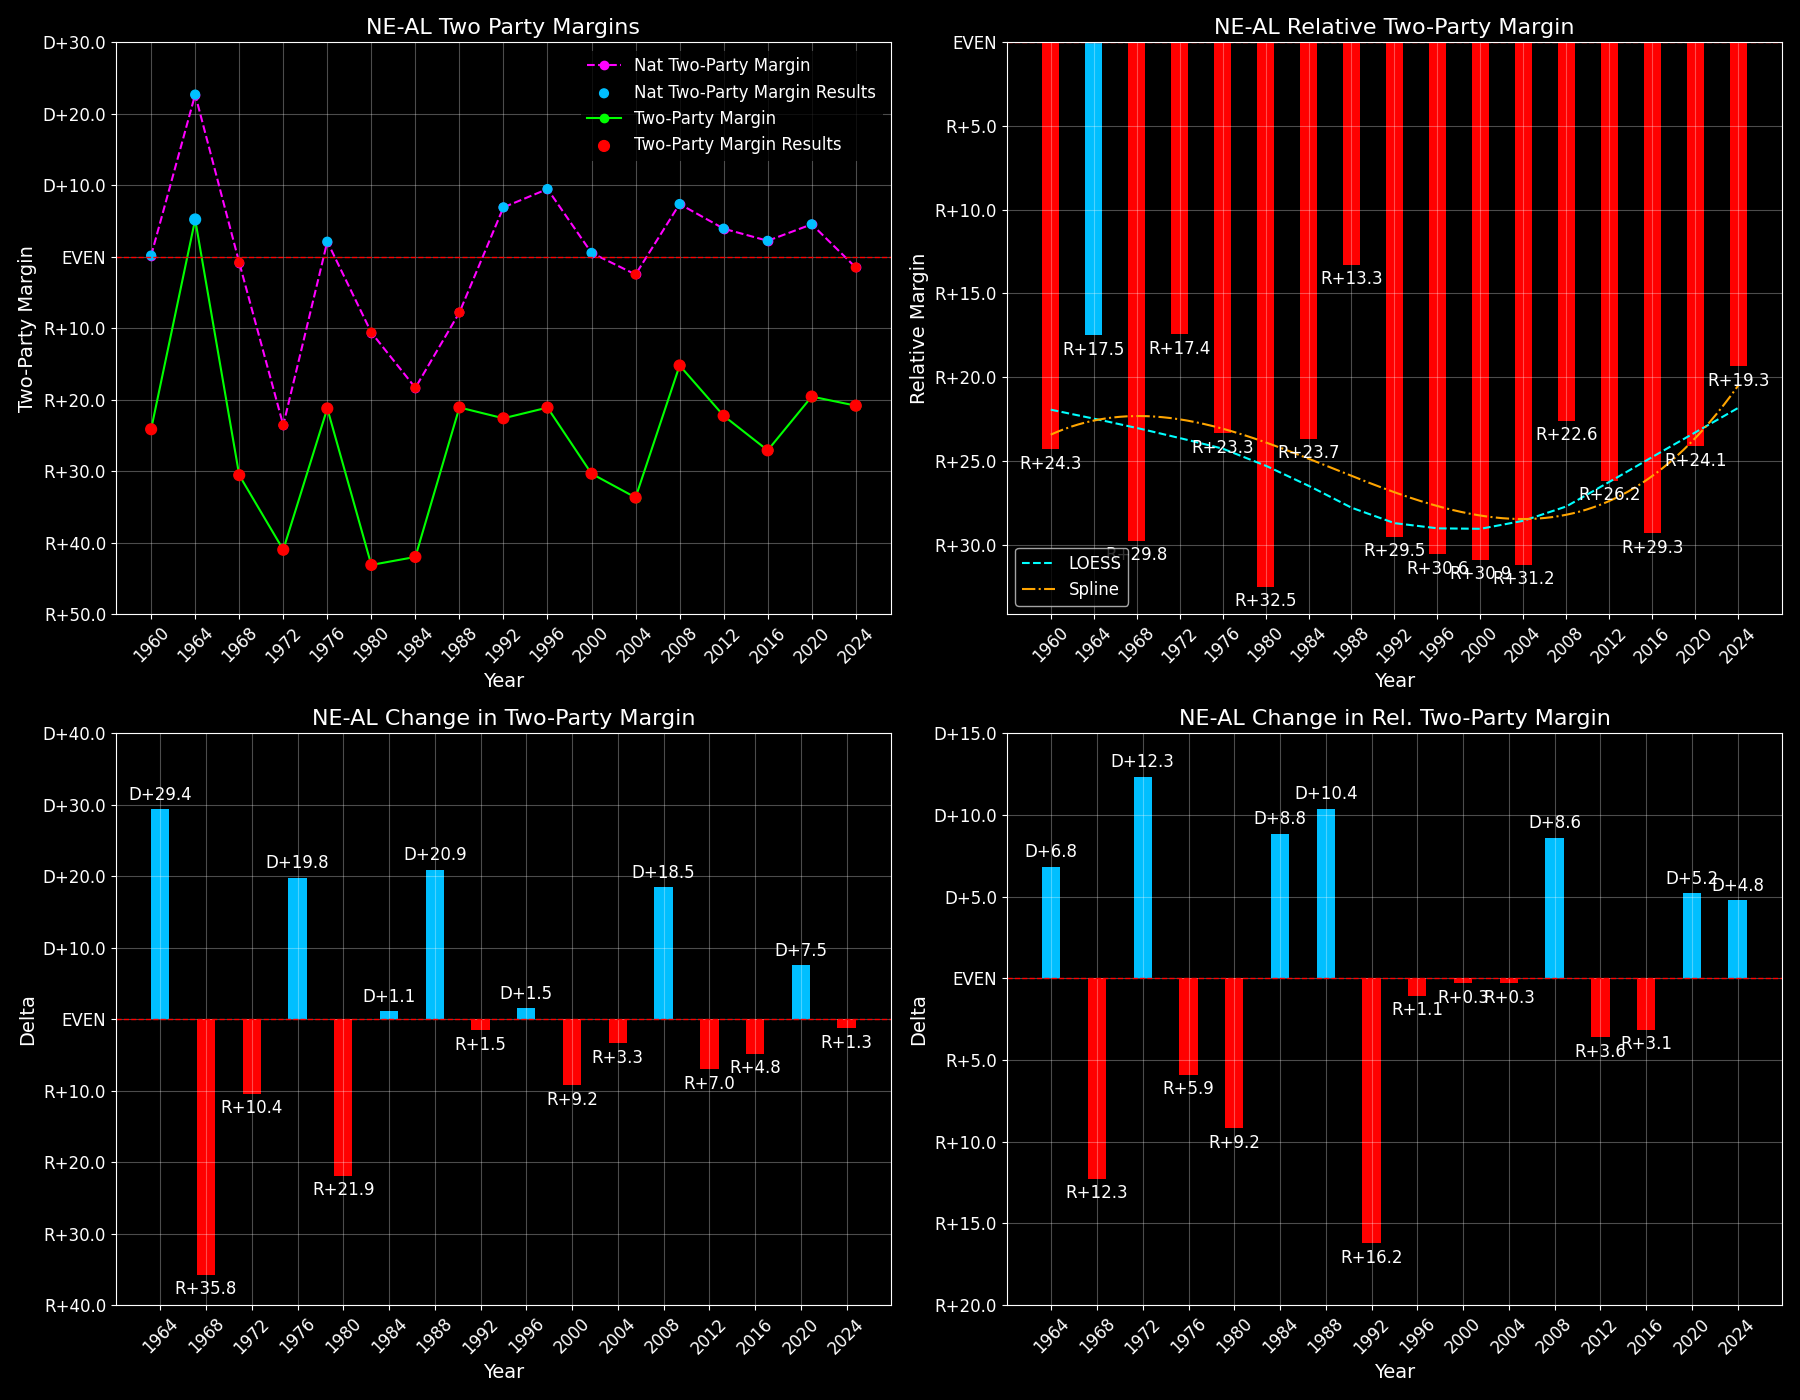 NE-AL Two Party Margins
D+30.0
D+20.0
D+10.0
EVEN
R+10.0
R+20.0
R+30.0
R+40.0
R+50.0
Two-Party Margin
Nat Two-Party Margin
Nat Two-Party Margin Results
Two-Party Margin
Two-Party Margin Results
1960 1964 1968 1972 1976 1980 1984 1988 1992 1996 2000 2004 2008 2012 2016 2020 2024
Year
NE-AL Relative Two-Party Margin
EVEN
R+5.0
R+10.0
R+15.0
R+20.0
R+25.0
R+30.0
Relative Margin
R+24.3
R+17.5
R+29.8
R+17.4
R+23.3
R+32.5
R+23.7
R+13.3
R+29.5
R+30.6
R+30.9
R+31.2
R+22.6
R+26.2
R+29.3
R+24.1
R+19.3
LOESS
Spline
1960 1964 1968 1972 1976 1980 1984 1988 1992 1996 2000 2004 2008 2012 2016 2020 2024
Year
NE-AL Change in Two-Party Margin
D+40.0
D+30.0
D+20.0
D+10.0
EVEN
R+10.0
R+20.0
R+30.0
R+40.0
Delta
D+29.4
R+35.8
R+10.4
D+19.8
R+21.9
D+1.1
D+20.9
R+1.5
D+1.5
R+9.2
R+3.3
D+18.5
R+7.0
R+4.8
D+7.5
R+1.3
1964 1968 1972 1976 1980 1984 1988 1992 1996 2000 2004 2008 2012 2016 2020 2024
Year
NE-AL Change in Rel. Two-Party Margin
D+15.0
D+10.0
D+5.0
EVEN
R+5.0
R+10.0
R+15.0
R+20.0
Delta
D+6.8
R+12.3
D+12.3
R+5.9
R+9.2
D+8.8
D+10.4
R+16.2
R+1.1
R+0.3
R+0.3
D+8.6
R+3.6
R+3.1
D+5.2
D+4.8
1964 1968 1972 1976 1980 1984 1988 1992 1996 2000 2004 2008 2012 2016 2020 2024
Year